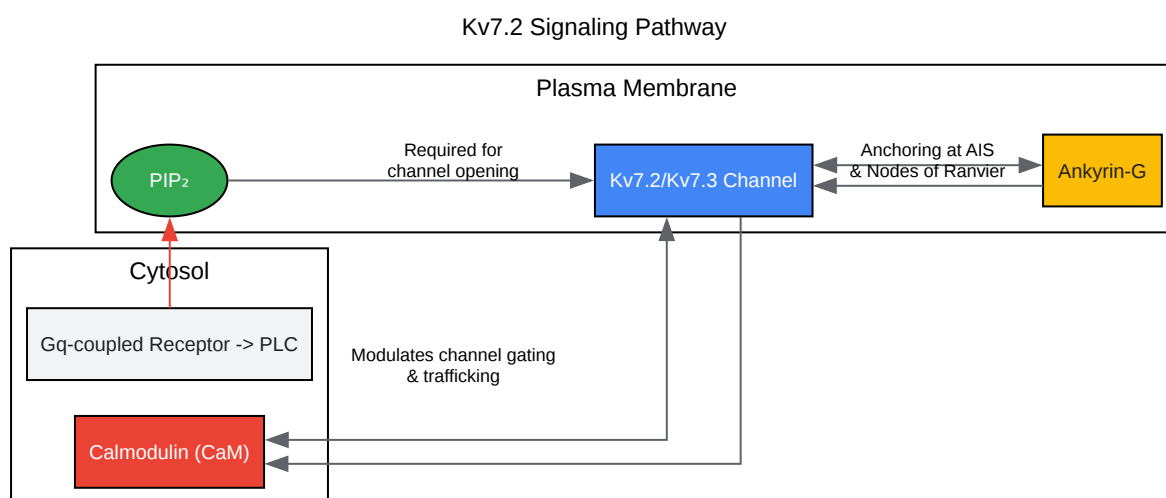 Kv7.2 Signaling Pathway
Plasma Membrane
Required for
channel opening
Anchoring at AIS
& Nodes of Ranvier
PIP₂
Kv7.2/Kv7.3 Channel
Ankyrin-G
Cytosol
Gq-coupled Receptor -> PLC
Modulates channel gating
& trafficking
Calmodulin (CaM)